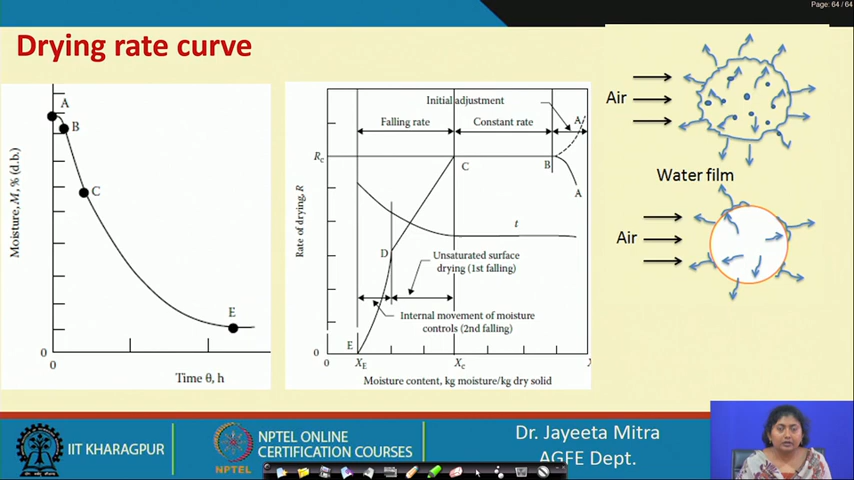 Page: 64 / 64
Drying rate curve
A
B
C
E
Moisture, M, % (d.b.)
0
0
Time θ, h
Initial adjustment
Falling rate
Constant rate
A
Rc
B
C
A
Rate of drying, R
t
D
Unsaturated surface
drying (1st falling)
Internal movement of moisture
controls (2nd falling)
E
0
0
XE
Xc
X
Moisture content, kg moisture/kg dry solid
Air
Water film
Air
IIT KHARAGPUR
NPTEL
NPTEL ONLINE
CERTIFICATION COURSES
Dr. Jayeeta Mitra
AGFE Dept.